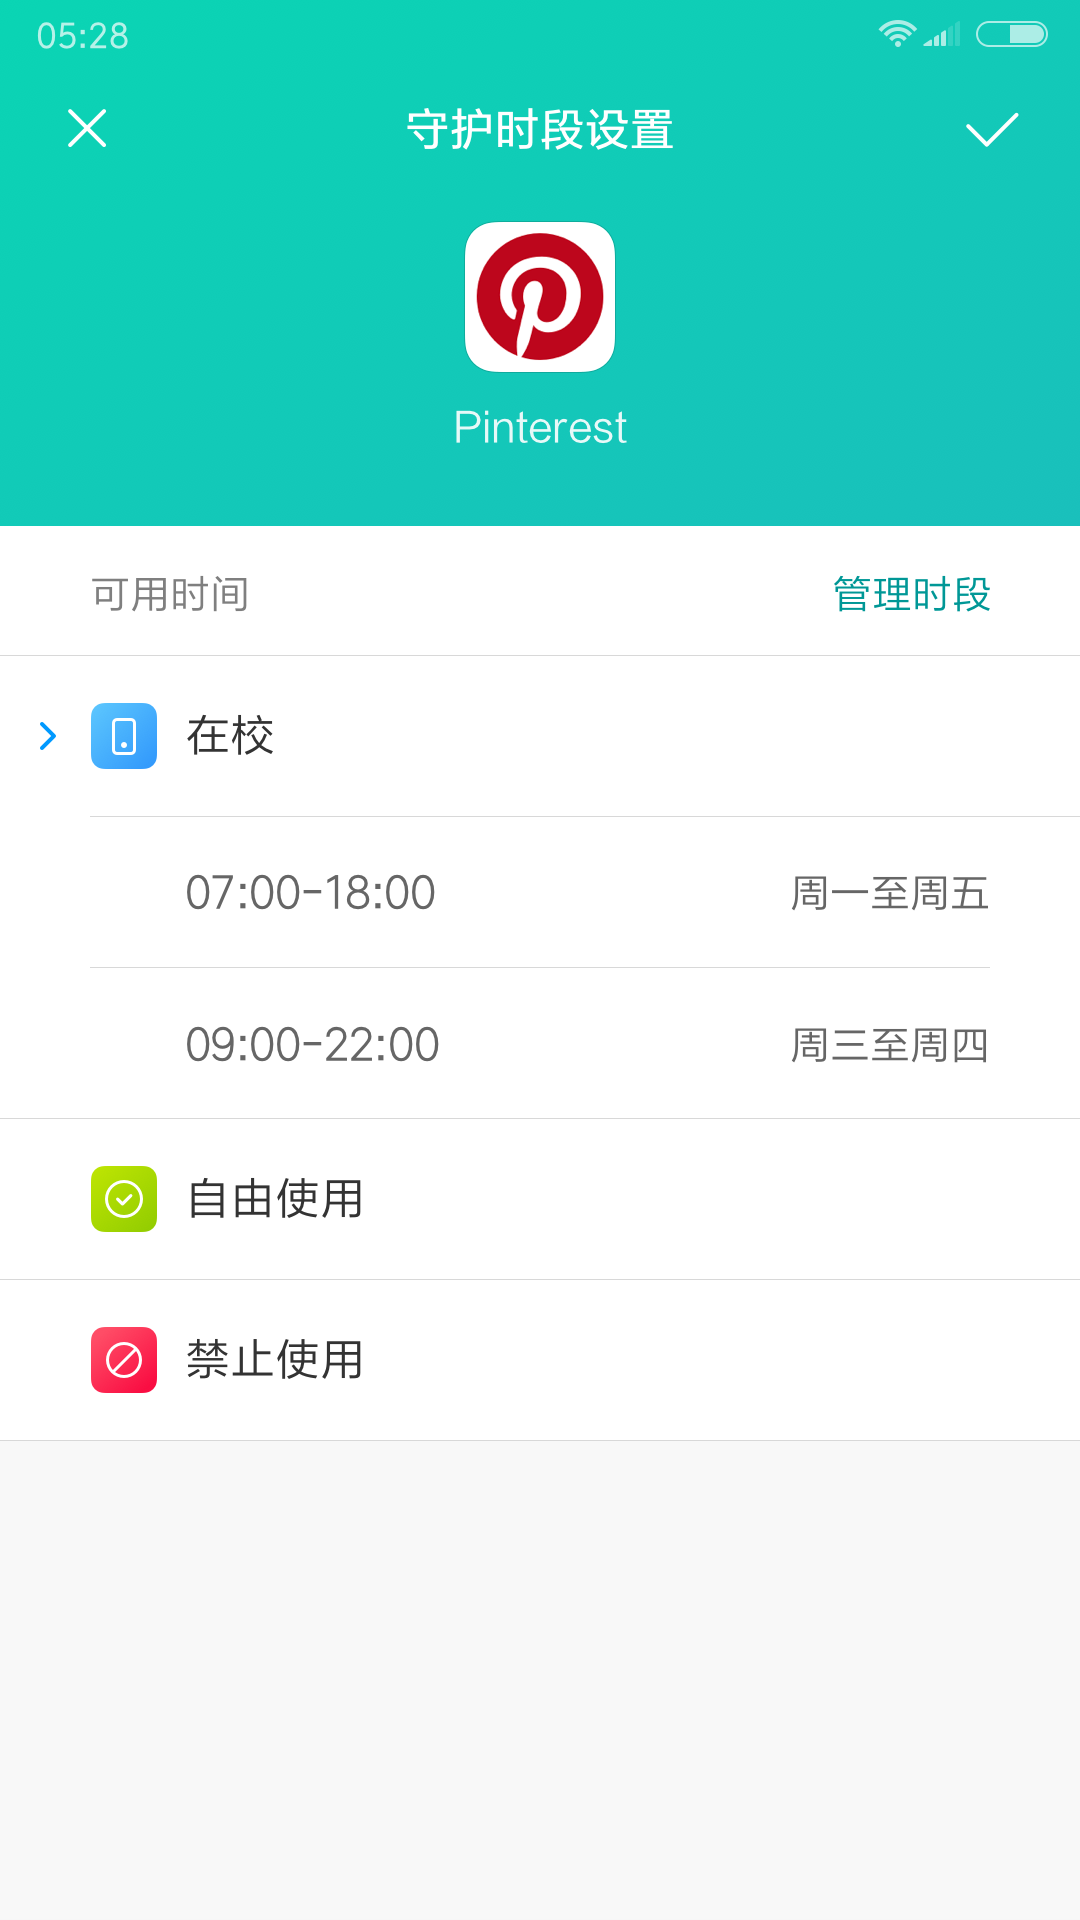 05:28
守护时段设置
Pinterest
可用时间 管理时段
在校
07:00-18:00 周一至周五
09:00-22:00 周三至周四
自由使用
禁止使用